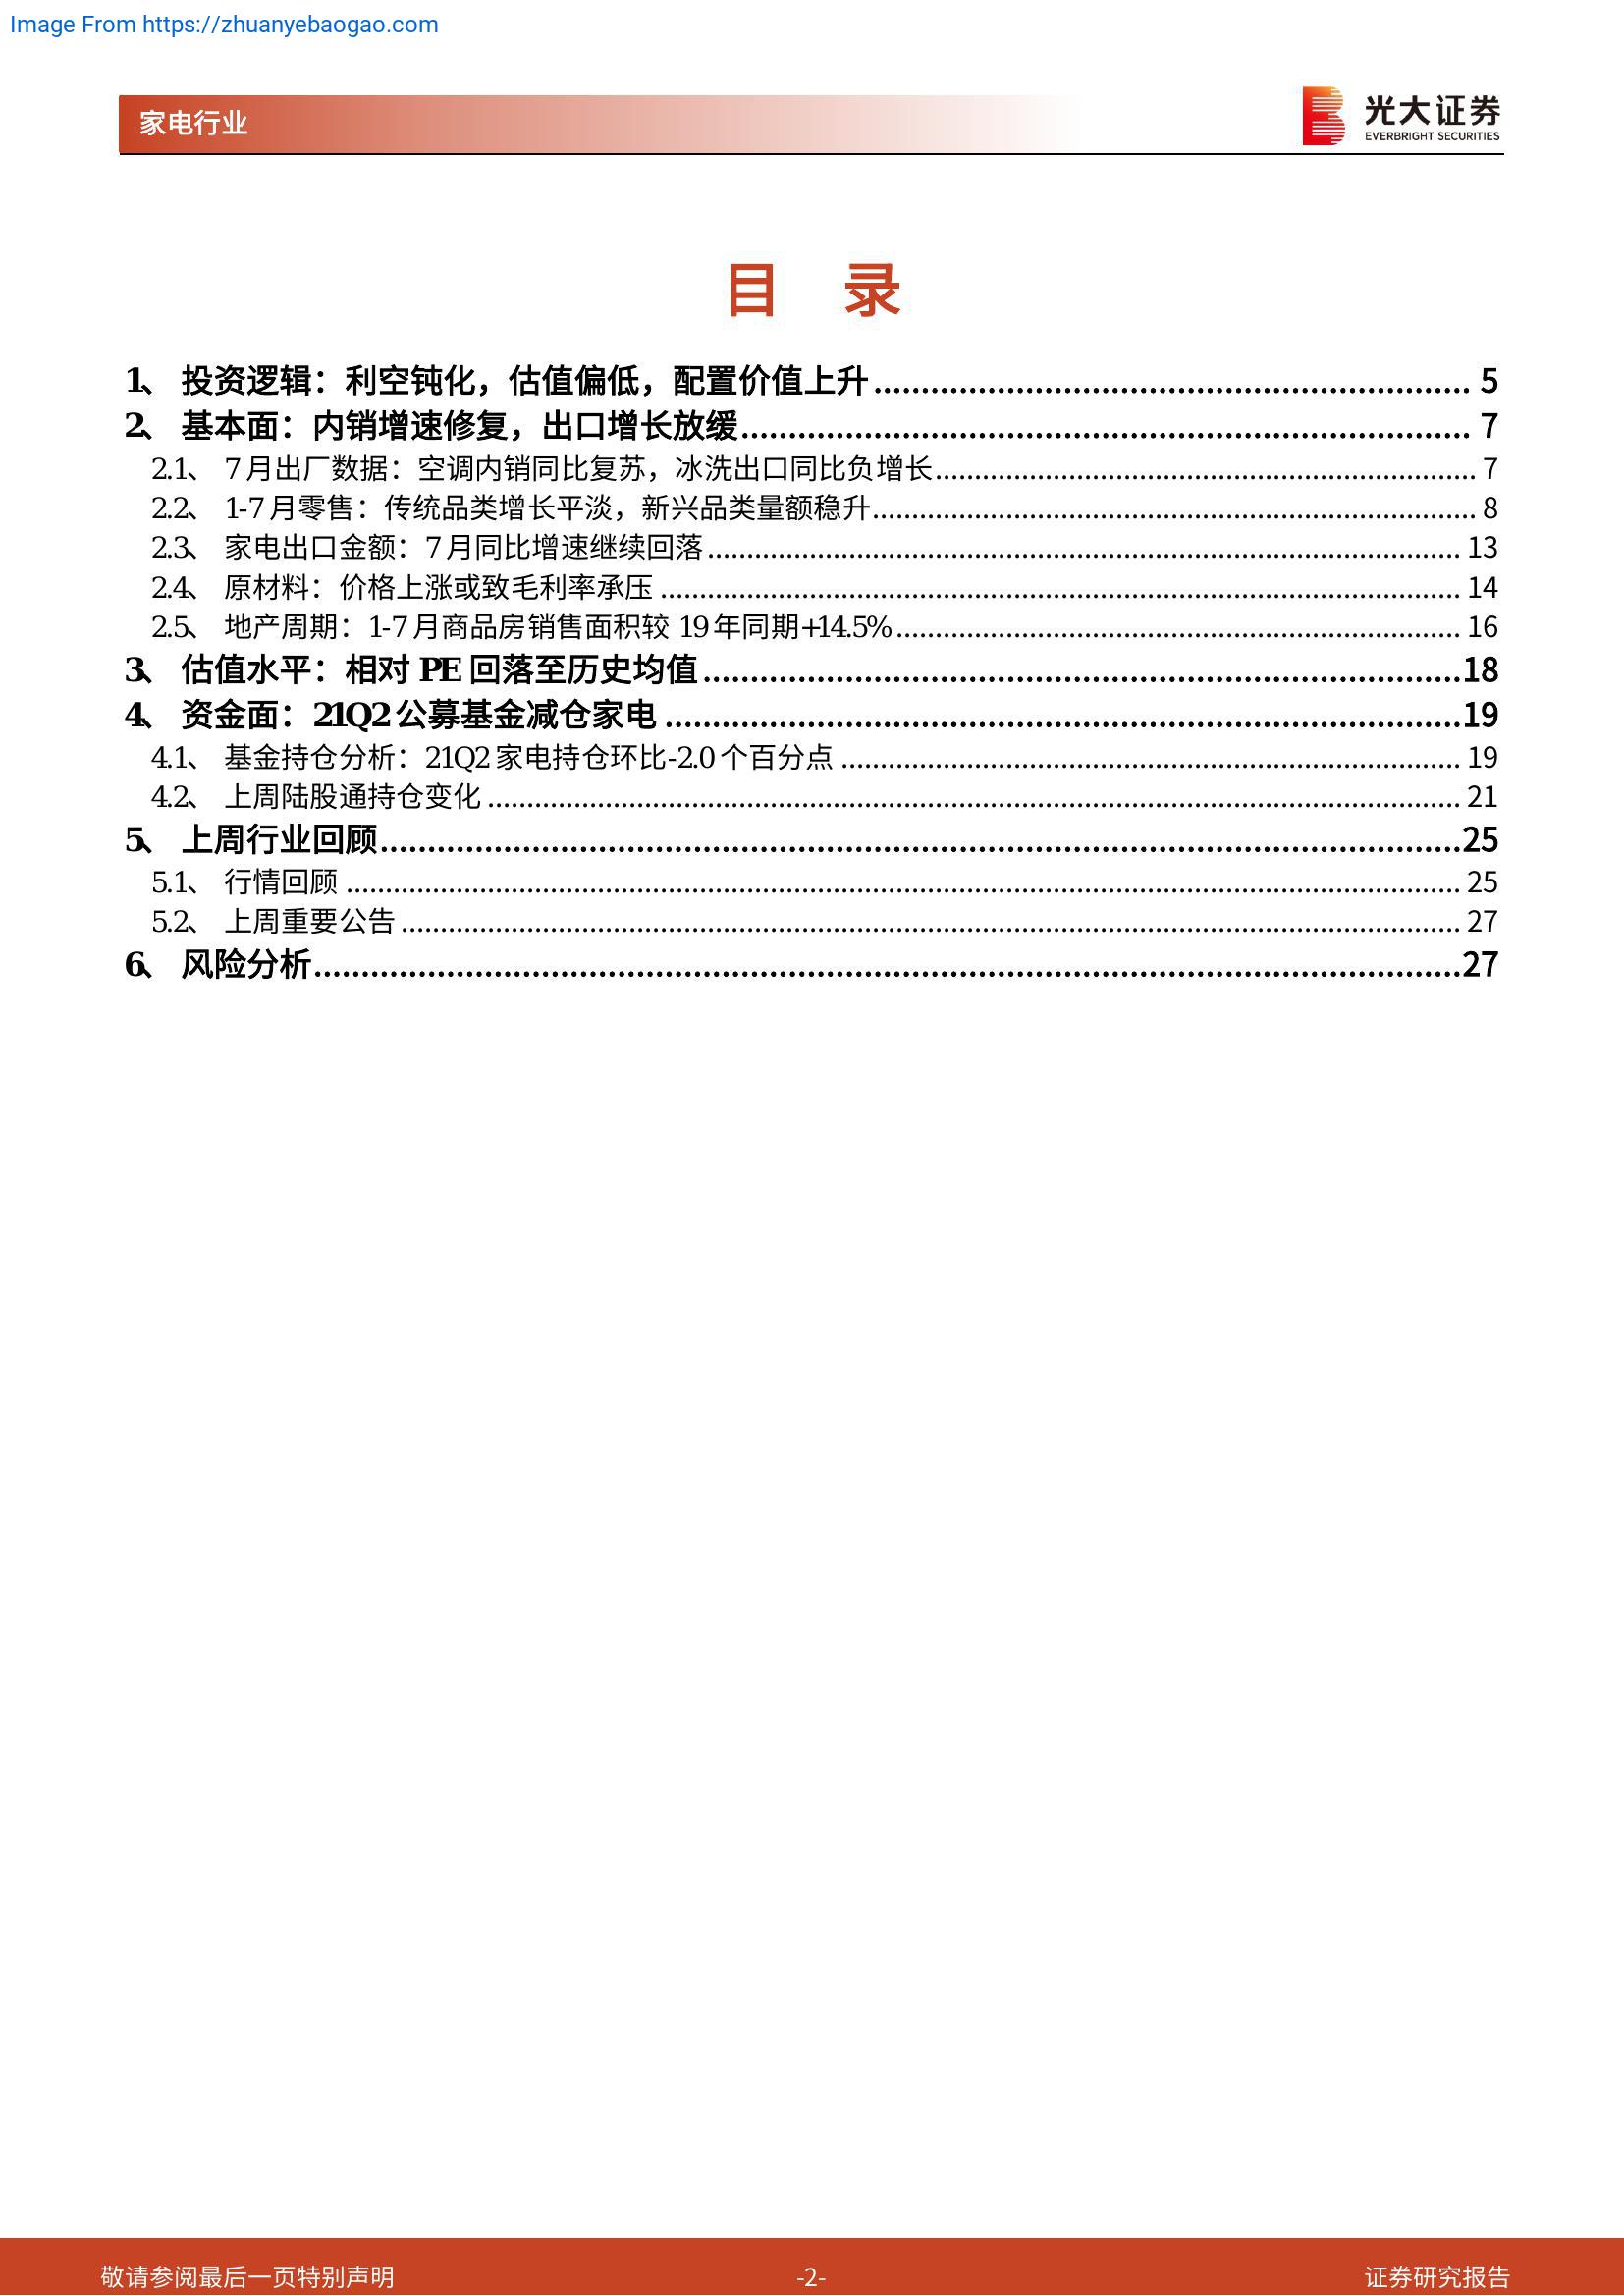 Image From https://zhuanyebaogao.com
家电行业
光大证券
EVERBRIGHT SECURITIES
目 录
1、 投资逻辑：利空钝化，估值偏低，配置价值上升 5
2、 基本面：内销增速修复，出口增长放缓 7
2.1、 7月出厂数据：空调内销同比复苏，冰洗出口同比负增长 7
2.2、 1-7月零售：传统品类增长平淡，新兴品类量额稳升 8
2.3、 家电出口金额：7月同比增速继续回落 13
2.4、 原材料：价格上涨或致毛利率承压 14
2.5、 地产周期：1-7月商品房销售面积较 19年同期+14.5% 16
3、 估值水平：相对 PE 回落至历史均值 18
4、 资金面：21Q2公募基金减仓家电 19
4.1、 基金持仓分析：21Q2家电持仓环比-2.0个百分点 19
4.2、 上周陆股通持仓变化 21
5、 上周行业回顾 25
5.1、 行情回顾 25
5.2、 上周重要公告 27
6、 风险分析 27
敬请参阅最后一页特别声明 -2- 证券研究报告